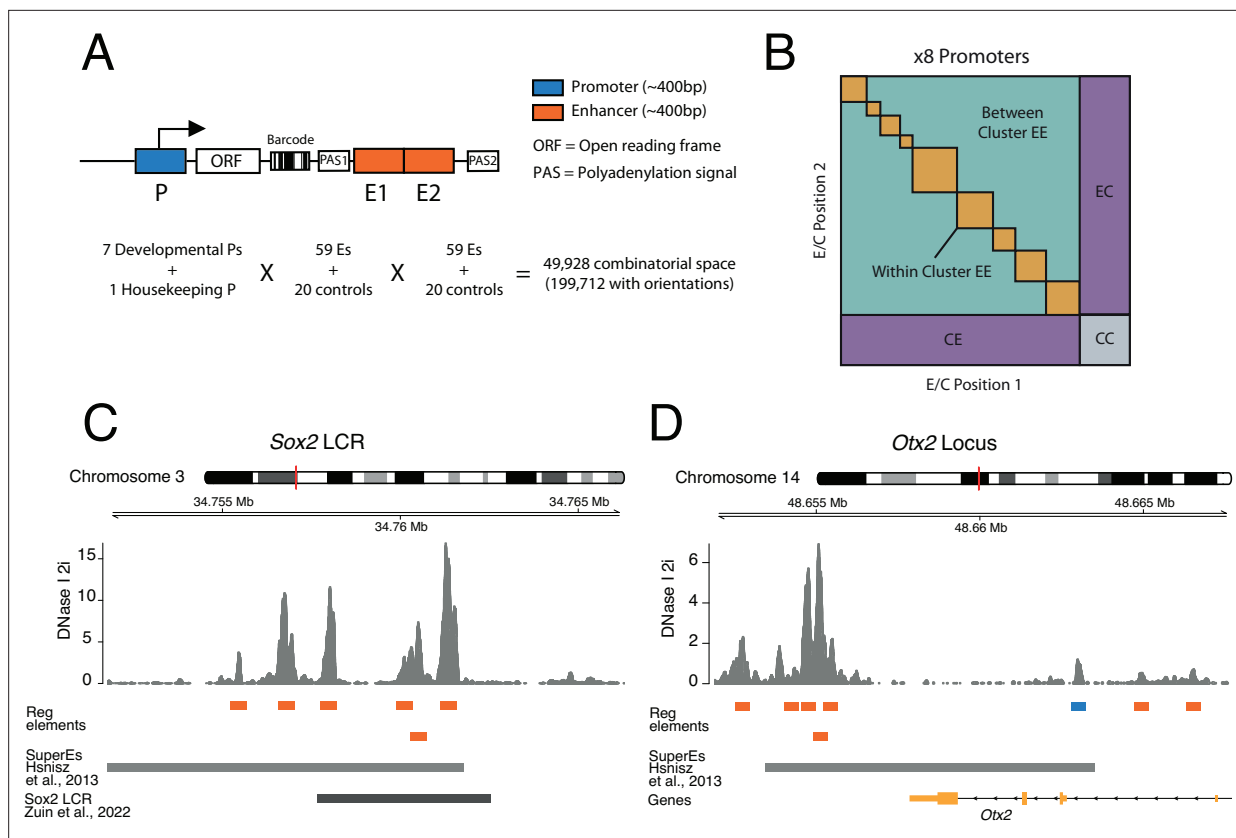 A
Promoter (~400bp)
Enhancer (~400bp)
Barcode
ORF
PAS1
PAS2
ORF = Open reading frame
PAS = Polyadenylation signal
P
E1
E2
7 Developmental Ps
+
1 Housekeeping P
X
59 Es
+
20 controls
X
59 Es
+
20 controls
=
49,928 combinatorial space
(199,712 with orientations)
B
x8 Promoters
Between
Cluster EE
EC
Within Cluster EE
CE
CC
E/C Position 2
E/C Position 1
C
Sox2 LCR
Chromosome 3
34.755 Mb
34.765 Mb
34.76 Mb
DNase I 2i
15
10
5
0
Reg
elements
SuperEs
Hsnisz
et al., 2013
Sox2 LCR
Zuin et al., 2022
D
Otx2 Locus
Chromosome 14
48.655 Mb
48.665 Mb
48.66 Mb
DNase I 2i
6
4
2
0
Reg
elements
SuperEs
Hsnisz
et al., 2013
Genes
Otx2